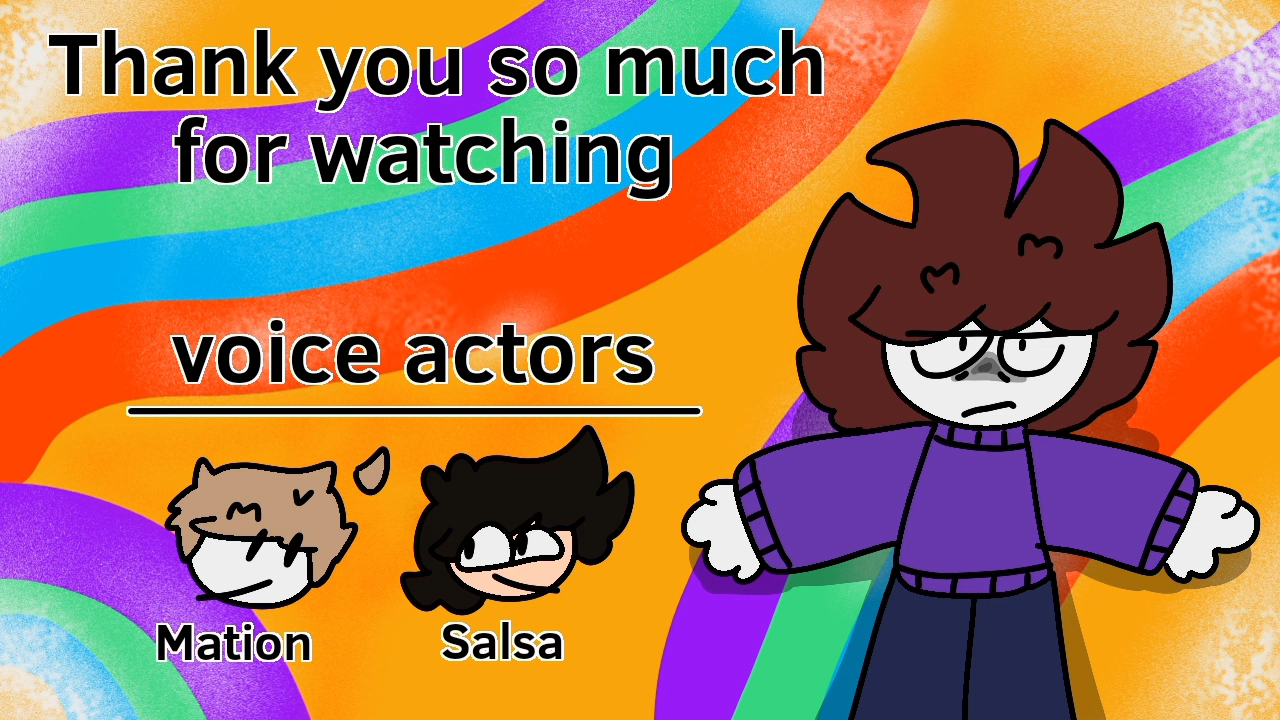 Thank you so much
for watching
voice actors
Mation
Salsa